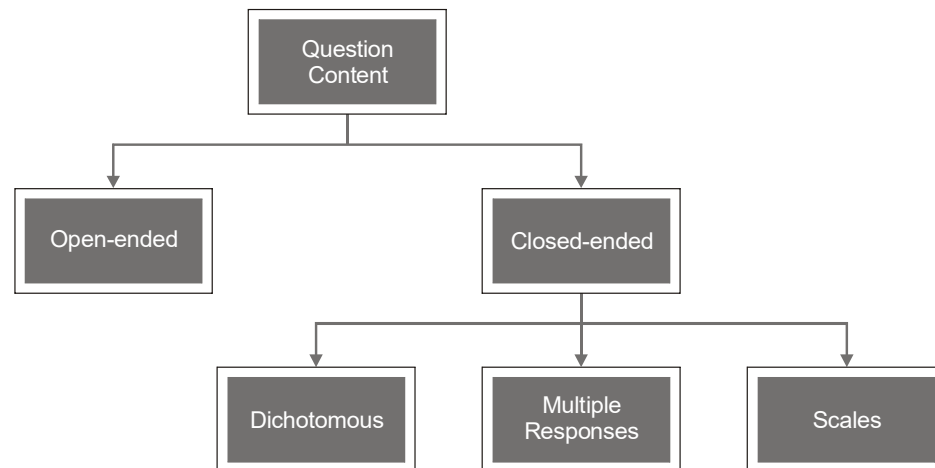 Question
Content
Open-ended
Closed-ended
Dichotomous
Multiple
Responses
Scales